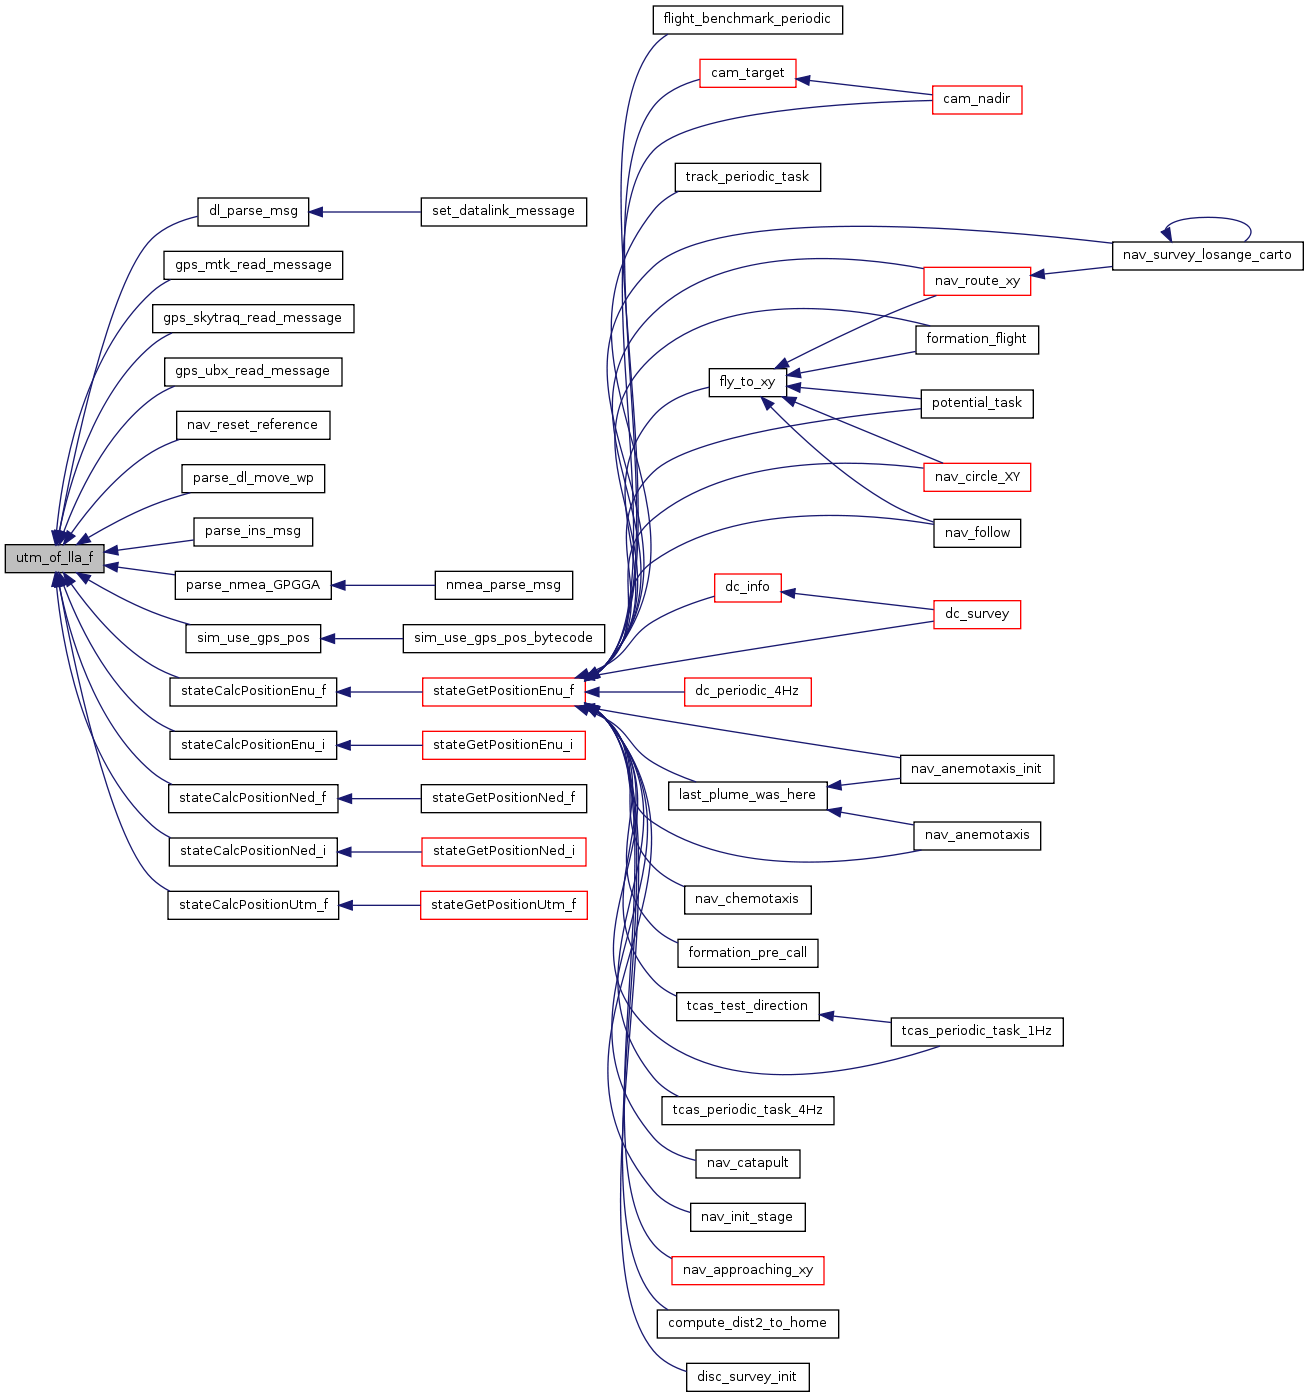 flight_benchmark_periodic
cam_target
cam_nadir
track_periodic_task
dl_parse_msg
set_datalink_message
nav_survey_losange_carto
gps_mtk_read_message
nav_route_xy
gps_skytraq_read_message
formation_flight
gps_ubx_read_message
fly_to_xy
potential_task
nav_reset_reference
parse_dl_move_wp
nav_circle_XY
parse_ins_msg
nav_follow
utm_of_lla_f
parse_nmea_GPGGA
nmea_parse_msg
dc_info
dc_survey
sim_use_gps_pos
sim_use_gps_pos_bytecode
stateCalcPositionEnu_f
stateGetPositionEnu_f
dc_periodic_4Hz
stateCalcPositionEnu_i
stateGetPositionEnu_i
nav_anemotaxis_init
stateCalcPositionNed_f
stateGetPositionNed_f
last_plume_was_here
nav_anemotaxis
stateCalcPositionNed_i
stateGetPositionNed_i
stateCalcPositionUtm_f
stateGetPositionUtm_f
nav_chemotaxis
formation_pre_call
tcas_test_direction
tcas_periodic_task_1Hz
tcas_periodic_task_4Hz
nav_catapult
nav_init_stage
nav_approaching_xy
compute_dist2_to_home
disc_survey_init